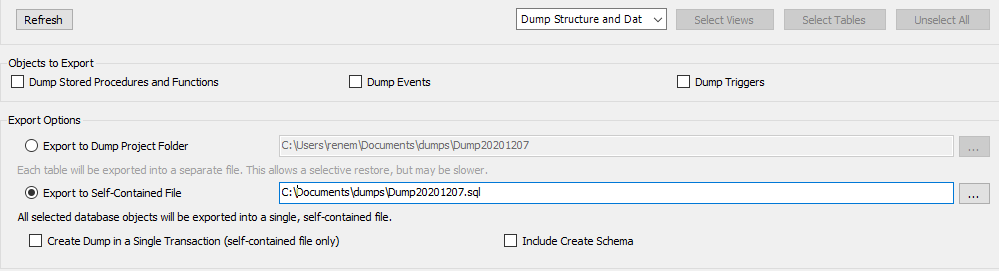 Refresh Dump Structure and Dat Select Views Select Tables Unselect All
Objects to Export
Dump Stored Procedures and Functions Dump Events Dump Triggers
Export Options
Export to Dump Project Folder C:\Users\renem\Documents\dumps\Dump20201207 ...
Each table will be exported into a separate file. This allows a selective restore, but may be slower.
Export to Self-Contained File C:\Documents\dumps\Dump20201207.sql ...
All selected database objects will be exported into a single, self-contained file.
Create Dump in a Single Transaction (self-contained file only) Include Create Schema